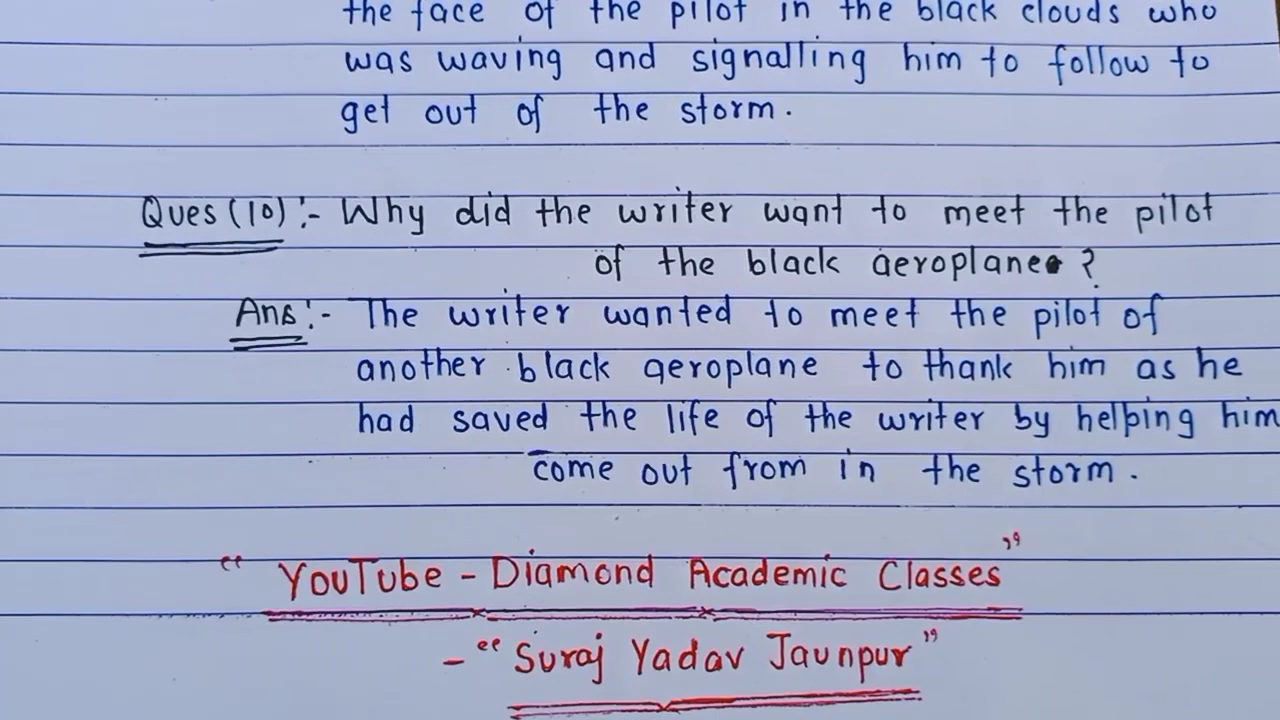 the face of the pilot in the black clouds who
was waving and signalling him to follow to
get out of the storm.
Ques (10) :- Why did the writer want to meet the pilot
of the black aeroplane ?
Ans :- The writer wanted to meet the pilot of
another black aeroplane to thank him as he
had saved the life of the writer by helping him
come out from in the storm.
"YouTube - Diamond Academic Classes"
- "Suraj Yadav Jaunpur"